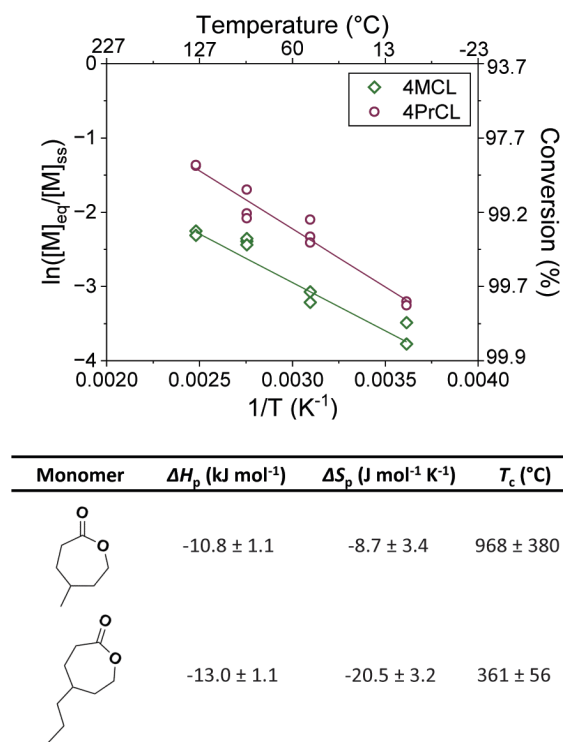 Temperature (°C)
227 127 60 13 -23
0 93.7
4MCL
4PrCL
−1 97.7
−2 99.2
−3 99.7
−4 99.9
ln([M]eq/[M]ss)
Conversion (%)
0.0020 0.0025 0.0030 0.0035 0.0040
1/T (K-1)
Monomer ΔHp (kJ mol-1) ΔSp (J mol-1 K-1) Tc (°C)
O
O
-10.8 ± 1.1 -8.7 ± 3.4 968 ± 380
O
O
-13.0 ± 1.1 -20.5 ± 3.2 361 ± 56